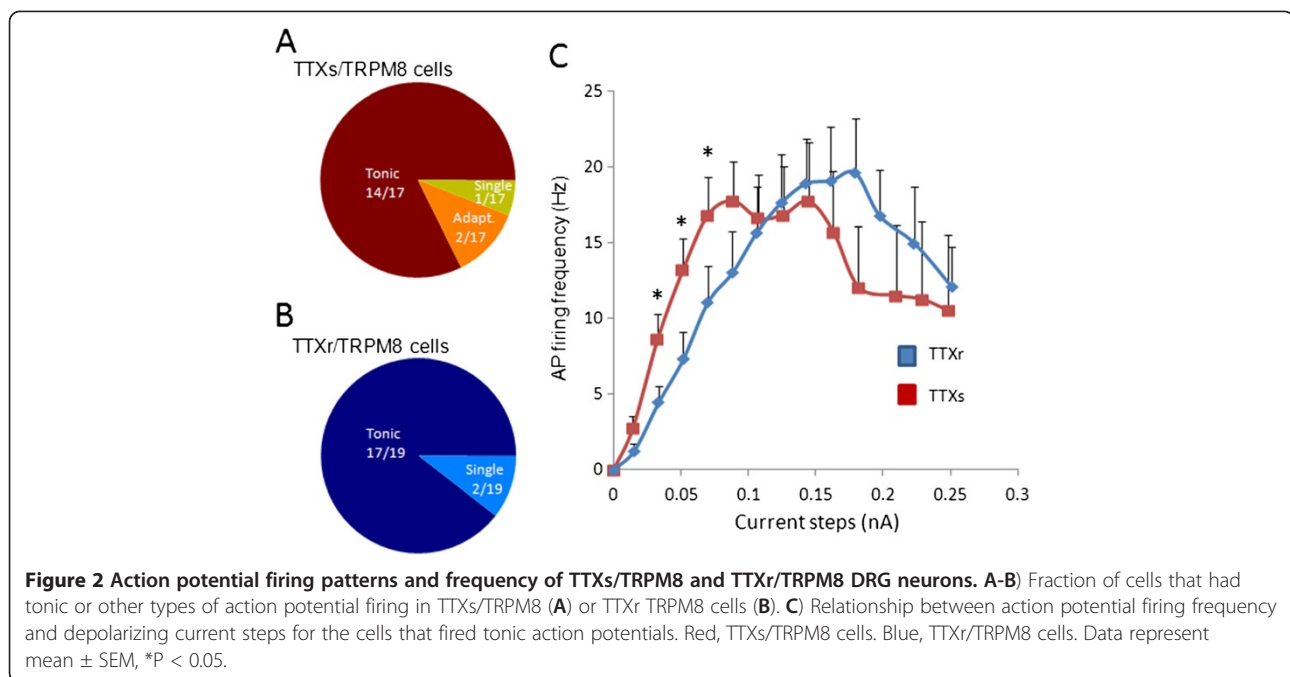 A
TTXs/TRPM8 cells
Tonic
14/17
Single
1/17
Adapt.
2/17
B
TTXr/TRPM8 cells
Tonic
17/19
Single
2/19
C
25
20
15
10
5
0
AP firing frequency (Hz)
* * * *
TTXr
TTXs
0 0.05 0.1 0.15 0.2 0.25 0.3
Current steps (nA)
Figure 2 Action potential firing patterns and frequency of TTXs/TRPM8 and TTXr/TRPM8 DRG neurons. A-B) Fraction of cells that had
tonic or other types of action potential firing in TTXs/TRPM8 (A) or TTXr TRPM8 cells (B). C) Relationship between action potential firing frequency
and depolarizing current steps for the cells that fired tonic action potentials. Red, TTXs/TRPM8 cells. Blue, TTXr/TRPM8 cells. Data represent
mean ± SEM, *P < 0.05.